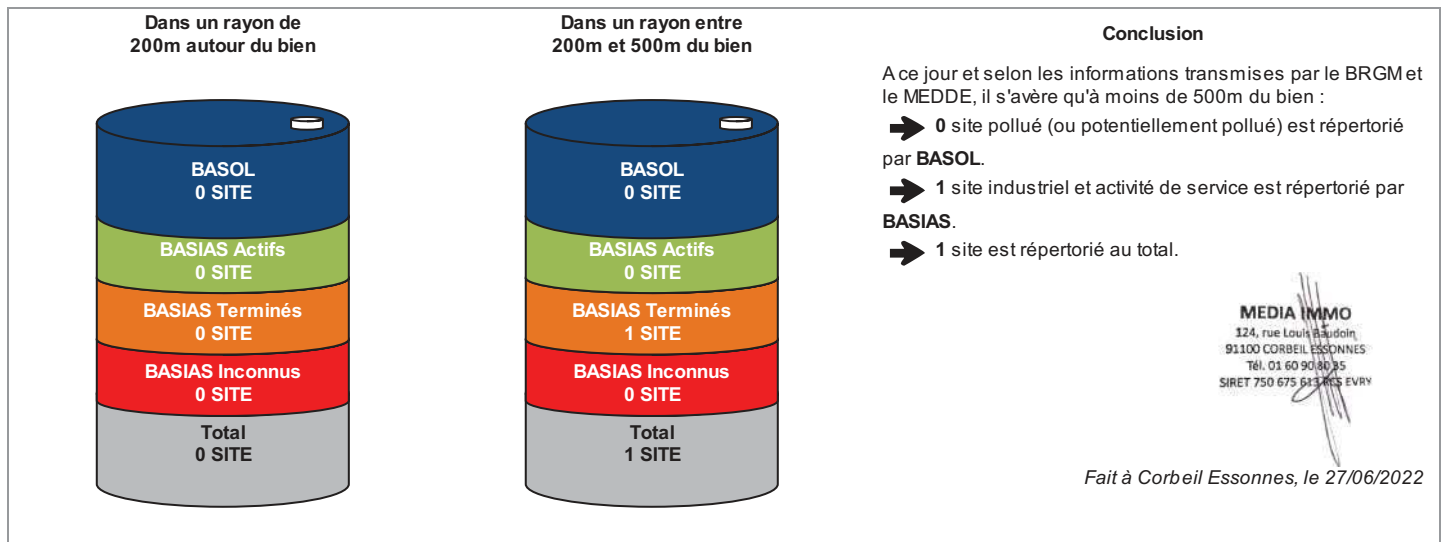 Dans un rayon de
200m autour du bien
BASOL
0 SITE
BASIAS Actifs
0 SITE
BASIAS Terminés
0 SITE
BASIAS Inconnus
0 SITE
Total
0 SITE
Dans un rayon entre
200m et 500m du bien
BASOL
0 SITE
BASIAS Actifs
0 SITE
BASIAS Terminés
1 SITE
BASIAS Inconnus
0 SITE
Total
1 SITE
Conclusion
A ce jour et selon les informations transmises par le BRGM et
le MEDDE, il s'avère qu'à moins de 500m du bien :
0 site pollué (ou potentiellement pollué) est répertorié
par BASOL.
1 site industriel et activité de service est répertorié par
BASIAS.
1 site est répertorié au total.
MEDIA IMMO
124, rue Louis Baudoin
91100 CORBEIL ESSONNES
Tél. 01 60 90 80 85
SIRET 750 675 613 RCS EVRY
Fait à Corbeil Essonnes, le 27/06/2022